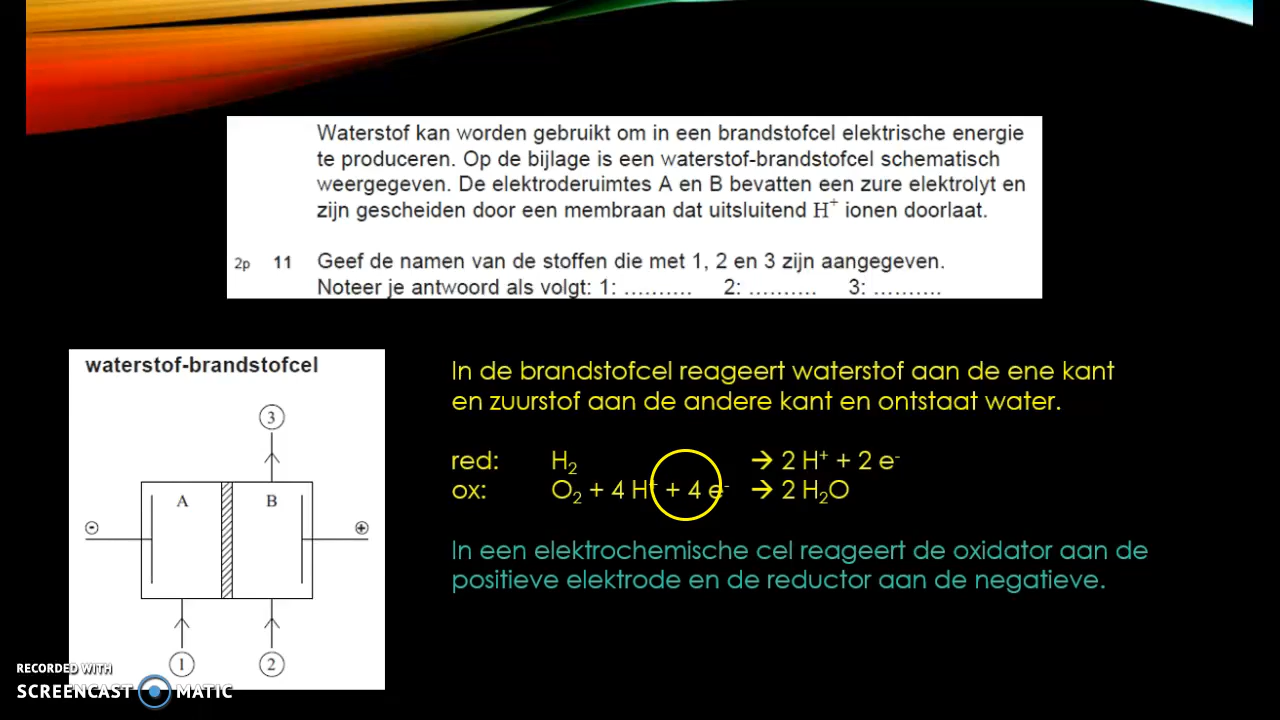 Waterstof kan worden gebruikt om in een brandstofcel elektrische energie
te produceren. Op de bijlage is een waterstof-brandstofcel schematisch
weergegeven. De elektroderuimtes A en B bevatten een zure elektrolyt en
zijn gescheiden door een membraan dat uitsluitend H⁺ ionen doorlaat.
2p 11 Geef de namen van de stoffen die met 1, 2 en 3 zijn aangegeven.
Noteer je antwoord als volgt: 1: .......... 2: .......... 3: ..........
waterstof-brandstofcel
3
A B
⊖ ⊕
1 2
In de brandstofcel reageert waterstof aan de ene kant
en zuurstof aan de andere kant en ontstaat water.
red: H₂ → 2 H⁺ + 2 e⁻
ox: O₂ + 4 H⁺ + 4 e⁻ → 2 H₂O
In een elektrochemische cel reageert de oxidator aan de
positieve elektrode en de reductor aan de negatieve.
RECORDED WITH
SCREENCAST MATIC